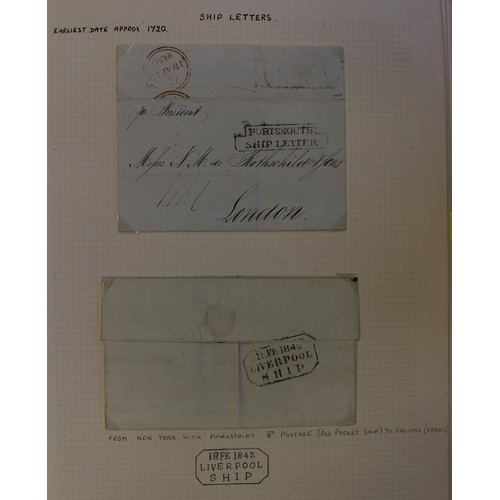 SHIP LETTERS.
EARLIEST DATE APPROX 1720.
pr President
PORTSMOUTH
SHIP LETTER
Messrs N. M. de Rothschild & Sons
London.
18 FE 1842
LIVERPOOL
SHIP
FROM NEW YORK WITH MANUSCRIPT 8d POSTAGE (PER PACKET SHIP) TO HALIFAX
18 FE 1842
LIVERPOOL
SHIP